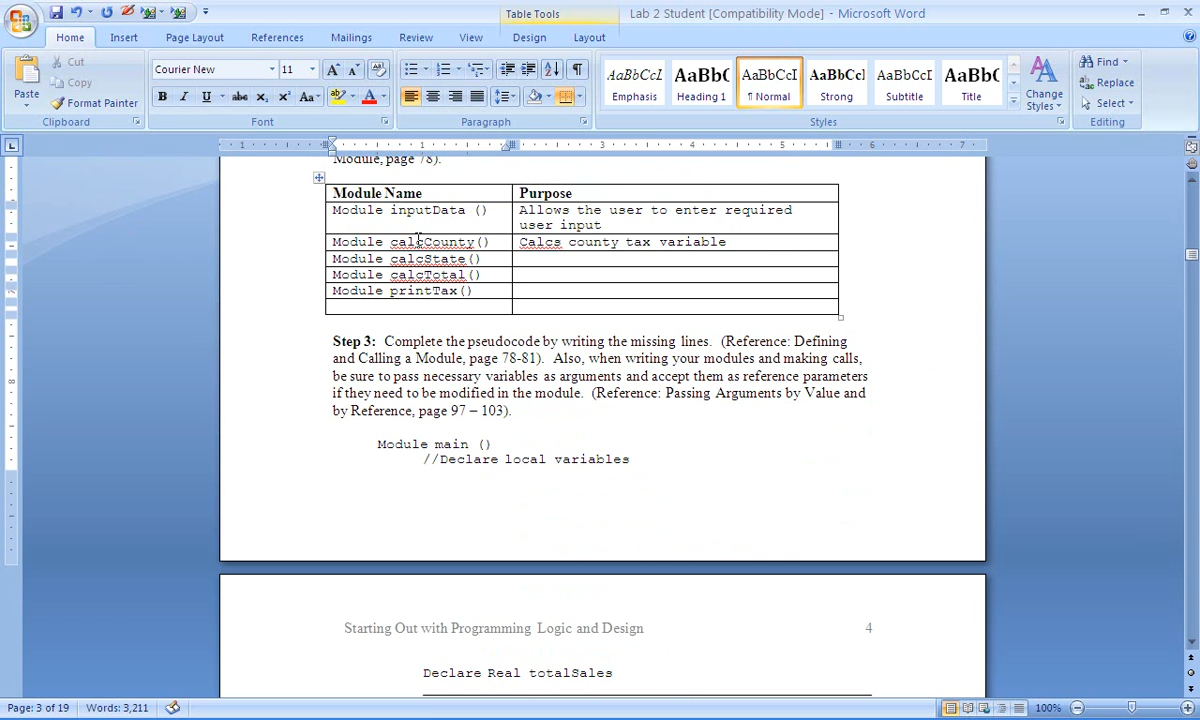 Table Tools
Lab 2 Student [Compatibility Mode] - Microsoft Word
Home Insert Page Layout References Mailings Review View Design Layout
Paste
Cut
Copy
Format Painter
Clipboard
Courier New 11
Font
Paragraph
AaBbCcI AaBbC AaBbCcI AaBbCcl AaBbCcI AaBbC
Emphasis Heading 1 ¶ Normal Strong Subtitle Title
Change Styles
Styles
Find
Replace
Select
Editing
Module, page 78).
Module Name Purpose
Module inputData () Allows the user to enter required
user input
Module calcCounty() Calcs county tax variable
Module calcState()
Module calcTotal()
Module printTax()
Step 3: Complete the pseudocode by writing the missing lines. (Reference: Defining
and Calling a Module, page 78-81). Also, when writing your modules and making calls,
be sure to pass necessary variables as arguments and accept them as reference parameters
if they need to be modified in the module. (Reference: Passing Arguments by Value and
by Reference, page 97 – 103).
Module main ()
//Declare local variables
Starting Out with Programming Logic and Design 4
Declare Real totalSales
Page: 3 of 19 Words: 3,211 100%